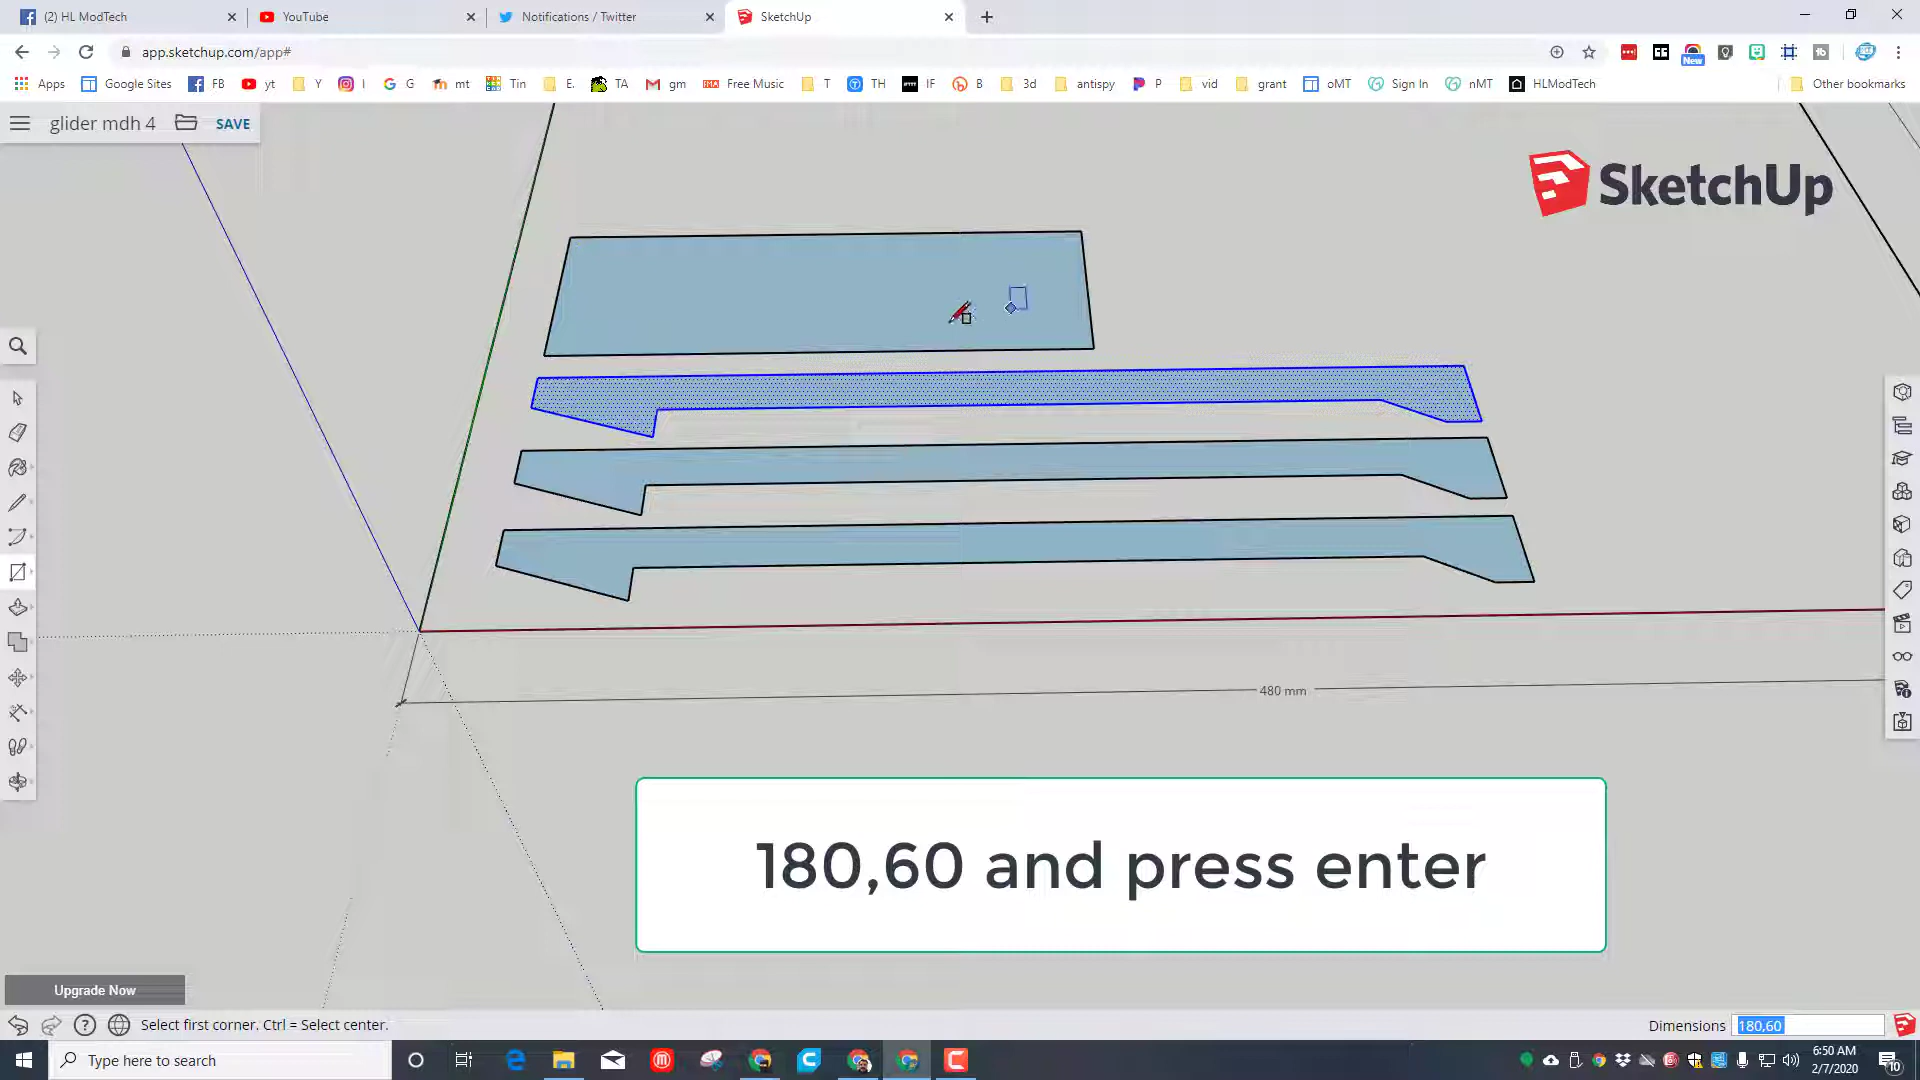 (2) HL ModTech
YouTube
Notifications / Twitter
SketchUp
app.sketchup.com/app#
New
Apps
Google Sites
FB
yt
Y
I
G
mt
Tin
E.
TA
gm
Free Music
T
TH
IF
B
3d
antispy
P
vid
grant
oMT
Sign In
nMT
HLModTech
Other bookmarks
glider mdh 4
SAVE
SketchUp
480 mm
180,60 and press enter
Upgrade Now
Select first corner. Ctrl = Select center.
Dimensions
180,60
Type here to search
6:50 AM
2/7/2020
10